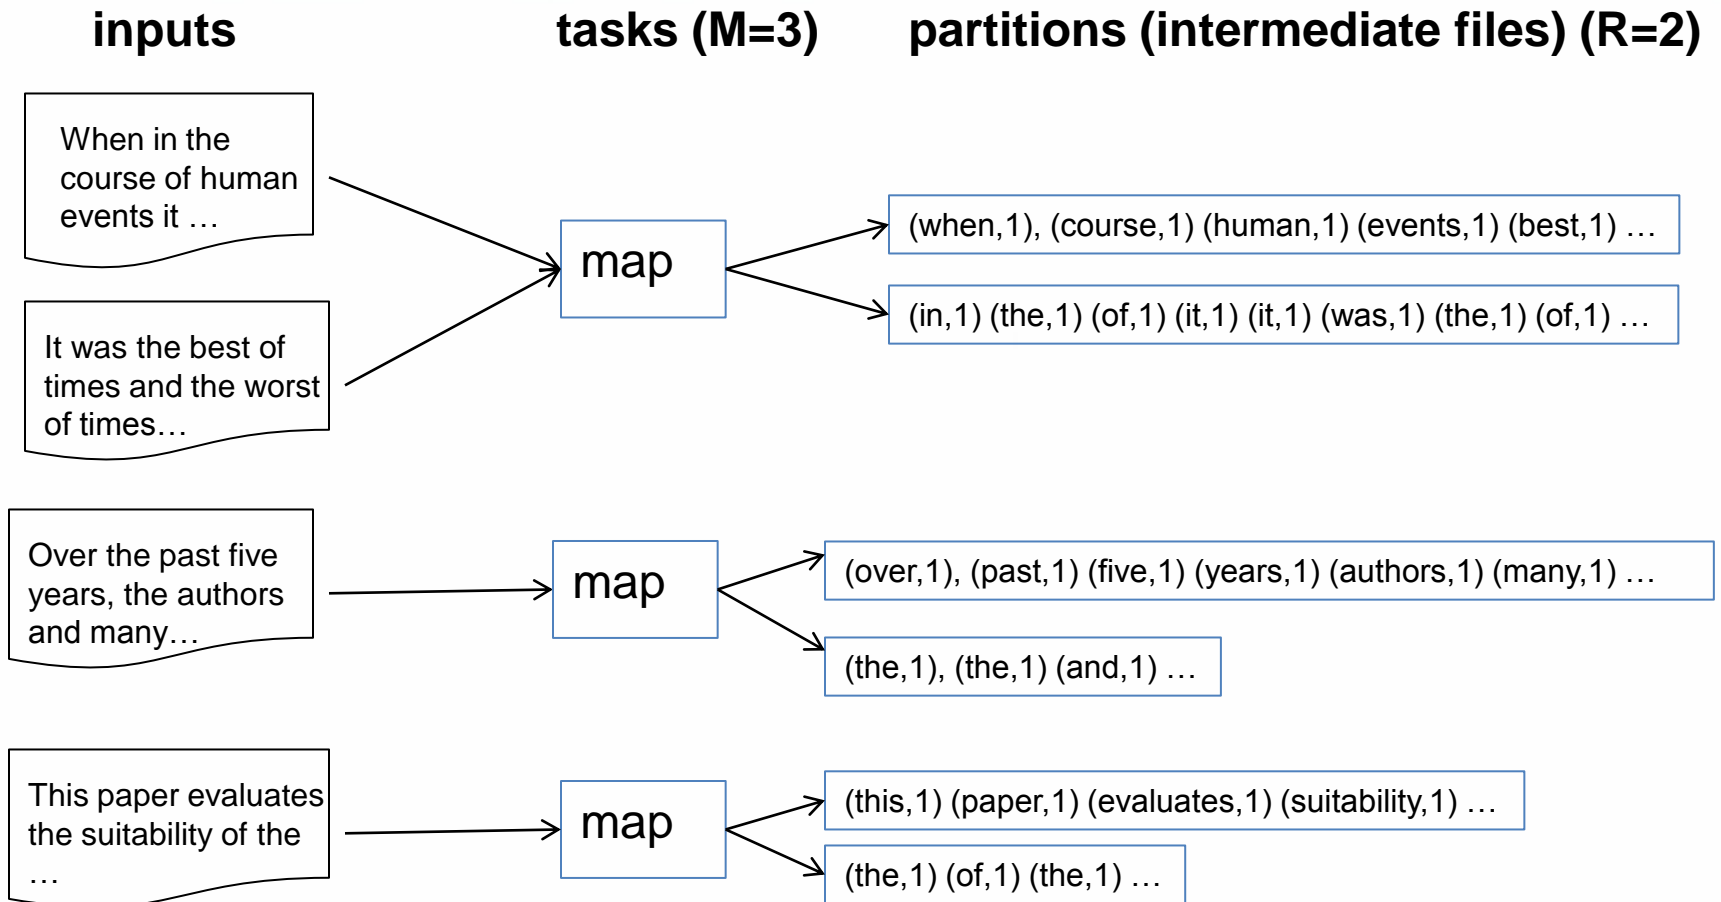 inputs
tasks (M=3)
partitions (intermediate files) (R=2)
When in the
course of human
events it …
It was the best of
times and the worst
of times…
map
(when,1), (course,1) (human,1) (events,1) (best,1) …
(in,1) (the,1) (of,1) (it,1) (it,1) (was,1) (the,1) (of,1) …
Over the past five
years, the authors
and many…
map
(over,1), (past,1) (five,1) (years,1) (authors,1) (many,1) …
(the,1), (the,1) (and,1) …
This paper evaluates
the suitability of the
…
map
(this,1) (paper,1) (evaluates,1) (suitability,1) …
(the,1) (of,1) (the,1) …